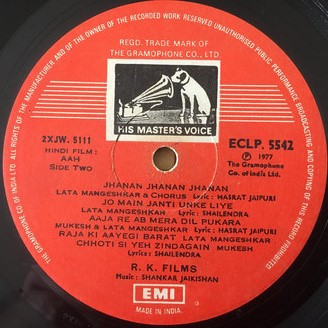 OF THE MANUFACTURER AND OF THE OWNER OF THE RECORDED WORK RESERVED UNAUTHORISED PUBLIC PERFORMANCE BROADCASTING AND COPYING OF THIS RECORD PROHIBITED
THE GRAMOPHONE CO. OF INDIA LTD. ALL RIGHTS
REGD. TRADE MARK OF
THE GRAMOPHONE CO., LTD
HIS MASTER'S VOICE
2XJW. 5111
ECLP. 5542
HINDI FILM:
AAH
Side Two
℗ 1977
The Gramophone
Co. of India Ltd.
JHANAN JHANAN JHANAN
LATA MANGESHKAR & Chorus Lyric: HASRAT JAIPURI
JO MAIN JANTI UNKE LIYE
LATA MANGESHKAR Lyric: SHAILENDRA
AAJA RE AB MERA DIL PUKARA
MUKESH & LATA MANGESHKAR Lyric: HASRAT JAIPURI
RAJA KI AAYEGI BARAT LATA MANGESHKAR
CHHOTI SI YEH ZINDAGAIN MUKESH
Lyrics: SHAILENDRA
R. K. FILMS
Music: SHANKAR JAIKISHAN
EMI
MADE IN INDIA.